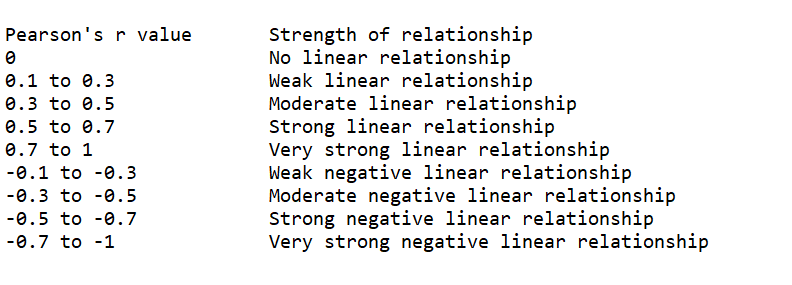 Pearson's r value Strength of relationship
0 No linear relationship
0.1 to 0.3 Weak linear relationship
0.3 to 0.5 Moderate linear relationship
0.5 to 0.7 Strong linear relationship
0.7 to 1 Very strong linear relationship
-0.1 to -0.3 Weak negative linear relationship
-0.3 to -0.5 Moderate negative linear relationship
-0.5 to -0.7 Strong negative linear relationship
-0.7 to -1 Very strong negative linear relationship